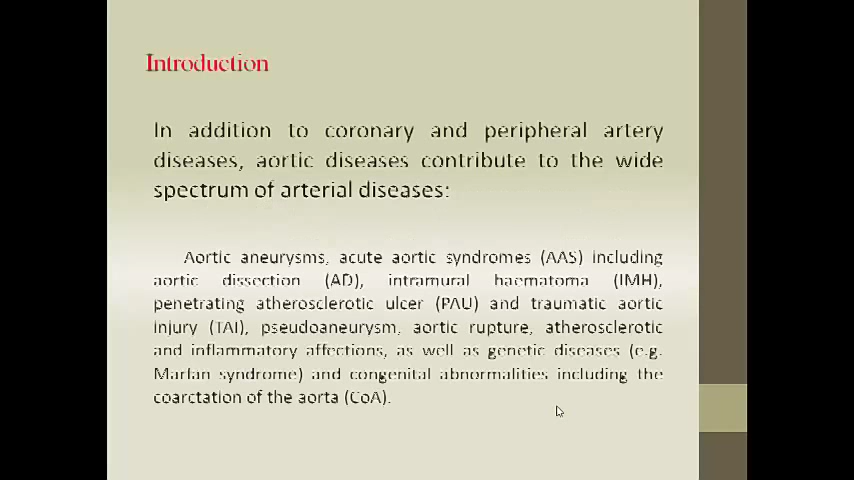 Introduction
In addition to coronary and peripheral artery
diseases, aortic diseases contribute to the wide
spectrum of arterial diseases:
Aortic aneurysms, acute aortic syndromes (AAS) including
aortic dissection (AD), intramural haematoma (IMH),
penetrating atherosclerotic ulcer (PAU) and traumatic aortic
injury (TAI), pseudoaneurysm, aortic rupture, atherosclerotic
and inflammatory affections, as well as genetic diseases (e.g.
Marfan syndrome) and congenital abnormalities including the
coarctation of the aorta (CoA).